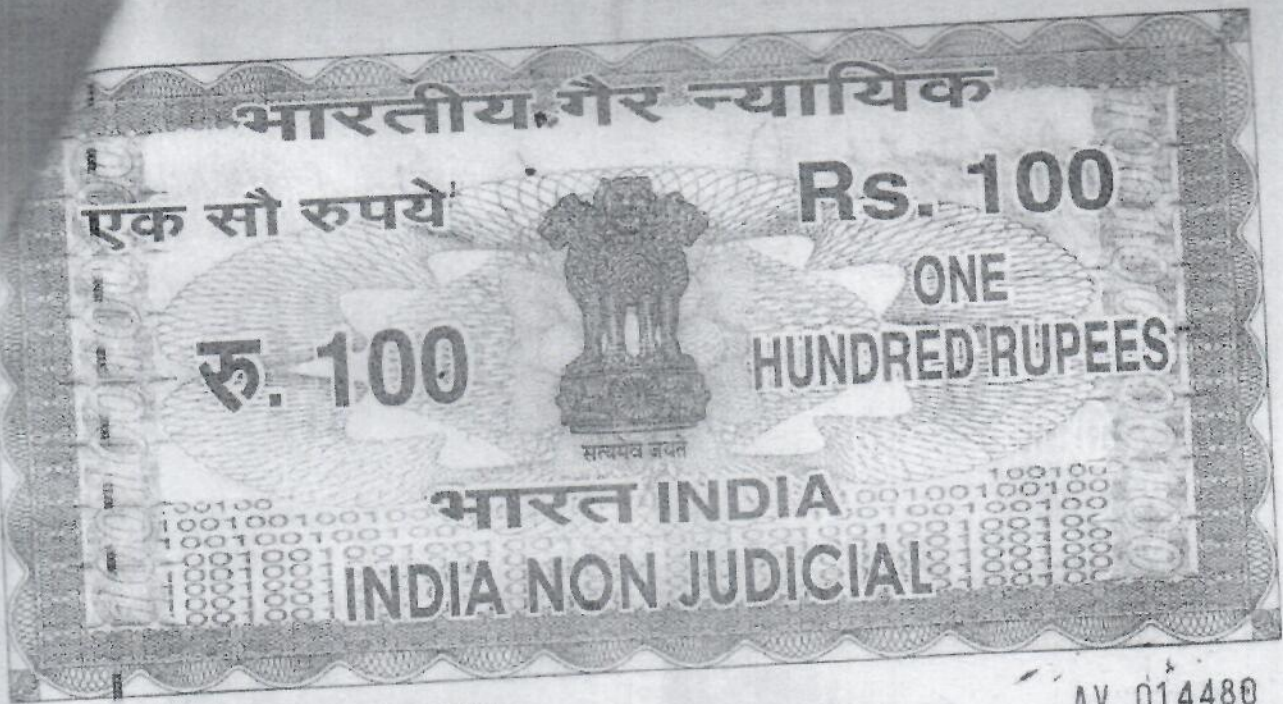 भारतीय गैर न्यायिक
एक सौ रुपये
Rs. 100
रु. 100
ONE
HUNDRED RUPEES
सत्यमेव जयते
भारत INDIA
INDIA NON JUDICIAL
AV 014480